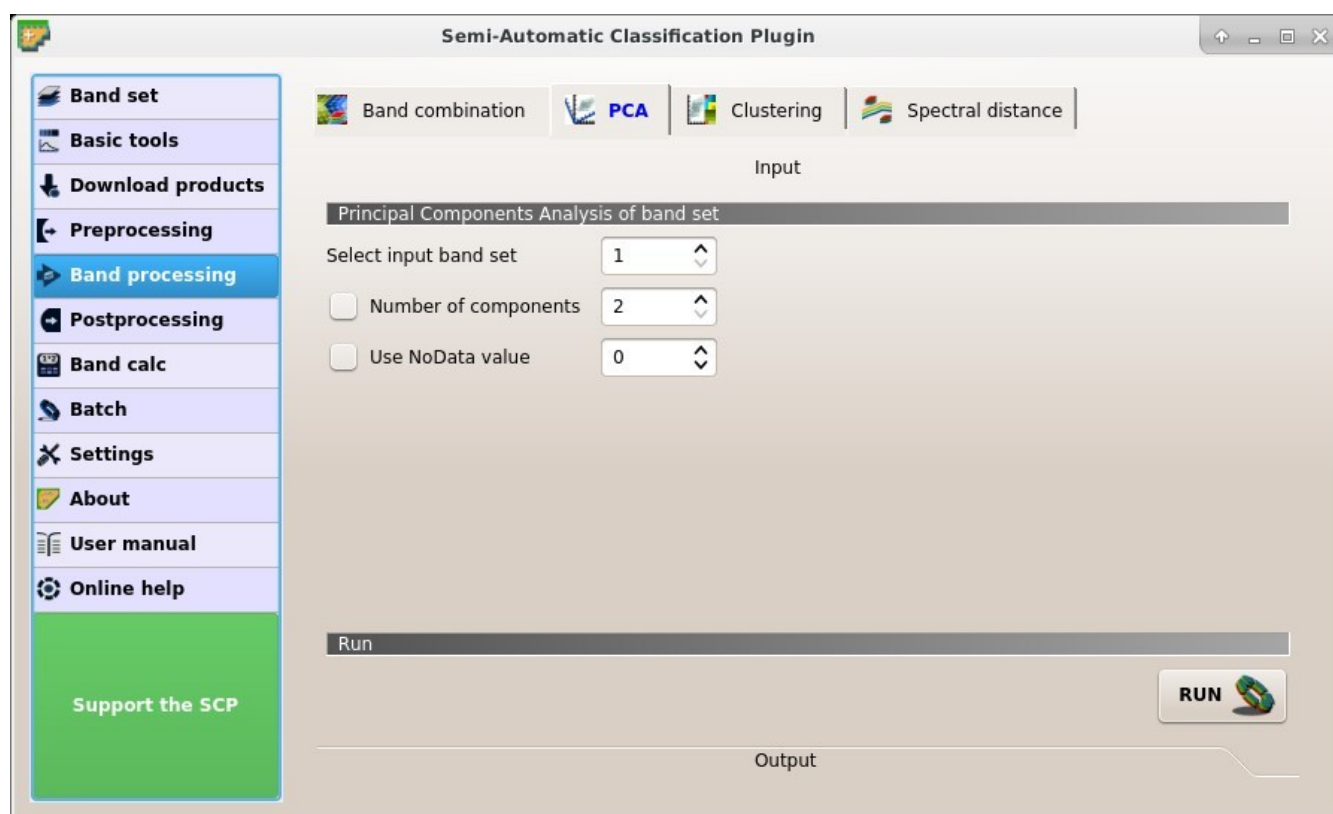 Semi-Automatic Classification Plugin
Band set
Basic tools
Download products
Preprocessing
Band processing
Postprocessing
Band calc
Batch
Settings
About
User manual
Online help
Support the SCP
Band combination PCA Clustering Spectral distance
Input
Principal Components Analysis of band set
Select input band set 1
Number of components 2
Use NoData value 0
Run
RUN
Output